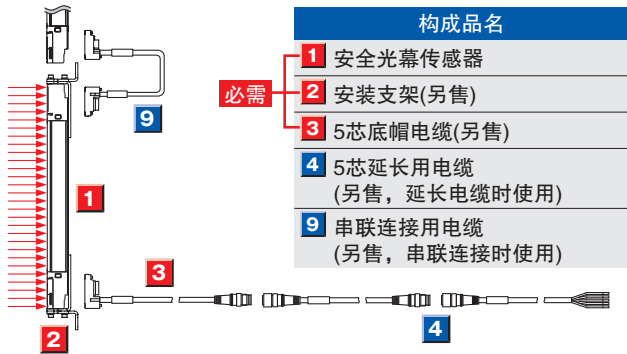 构成品名
必需
1 安全光幕传感器
2 安装支架(另售)
3 5芯底帽电缆(另售)
4 5芯延长用电缆
(另售，延长电缆时使用)
9 串联连接用电缆
(另售，串联连接时使用)
9
1
3
2
4